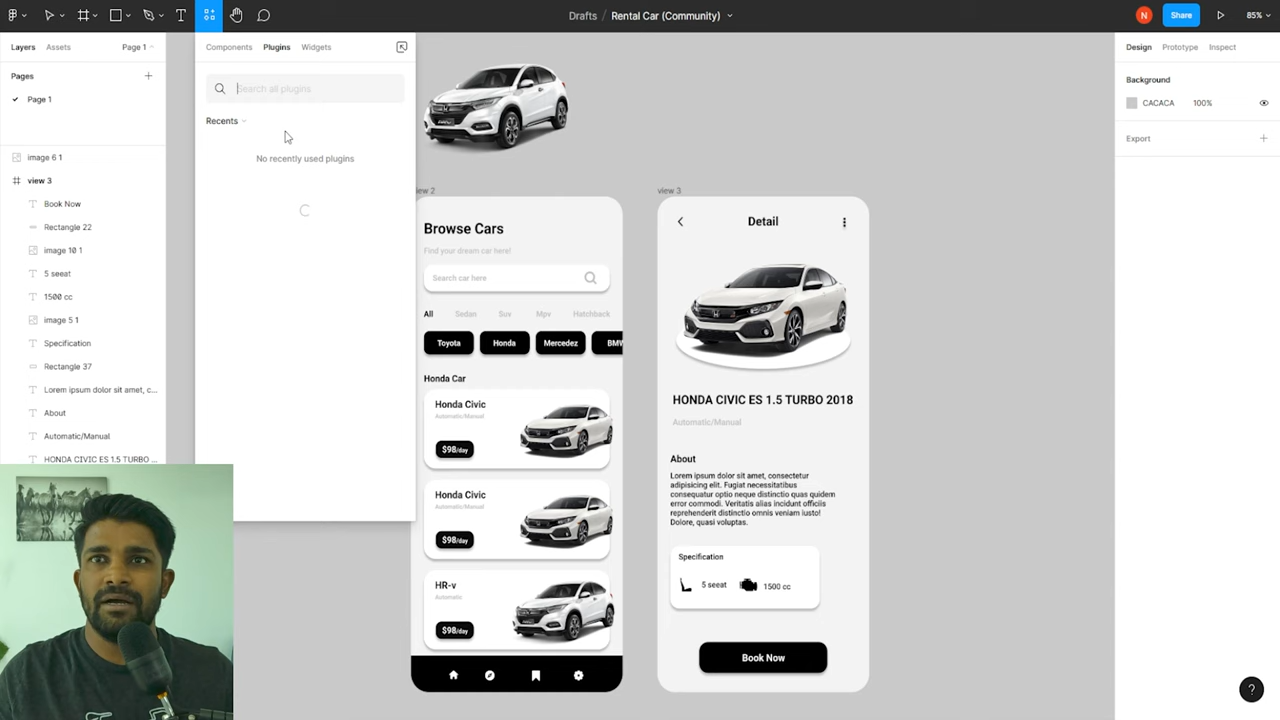 Drafts / Rental Car (Community)
N
Share
85%
Layers
Assets
Page 1
Pages
Page 1
image 6 1
view 3
Book Now
Rectangle 22
image 10 1
5 seeat
1500 cc
image 5 1
Specification
Rectangle 37
Lorem ipsum dolor sit amet, c...
About
Automatic/Manual
HONDA CIVIC ES 1.5 TURBO ...
Components
Plugins
Widgets
Search all plugins
Recents
No recently used plugins
view 2
Browse Cars
Find your dream car here!
Search car here
All
Sedan
Suv
Mpv
Hatchback
Toyota
Honda
Mercedez
BMW
Honda Car
Honda Civic
Automatic/Manual
$98/day
Honda Civic
Automatic/Manual
$98/day
HR-v
Automatic
$98/day
view 3
Detail
HONDA CIVIC ES 1.5 TURBO 2018
Automatic/Manual
About
Lorem ipsum dolor sit amet, consectetur
adipisicing elit. Fugiat necessitatibus
consequatur optio neque distinctio quas quidem
error commodi. Veritatis alias incidunt officiis
reprehenderit distinctio omnis veniam iusto!
Dolore, quasi voluptas.
Specification
5 seeat
1500 cc
Book Now
Design
Prototype
Inspect
Background
CACACA
100%
Export
?